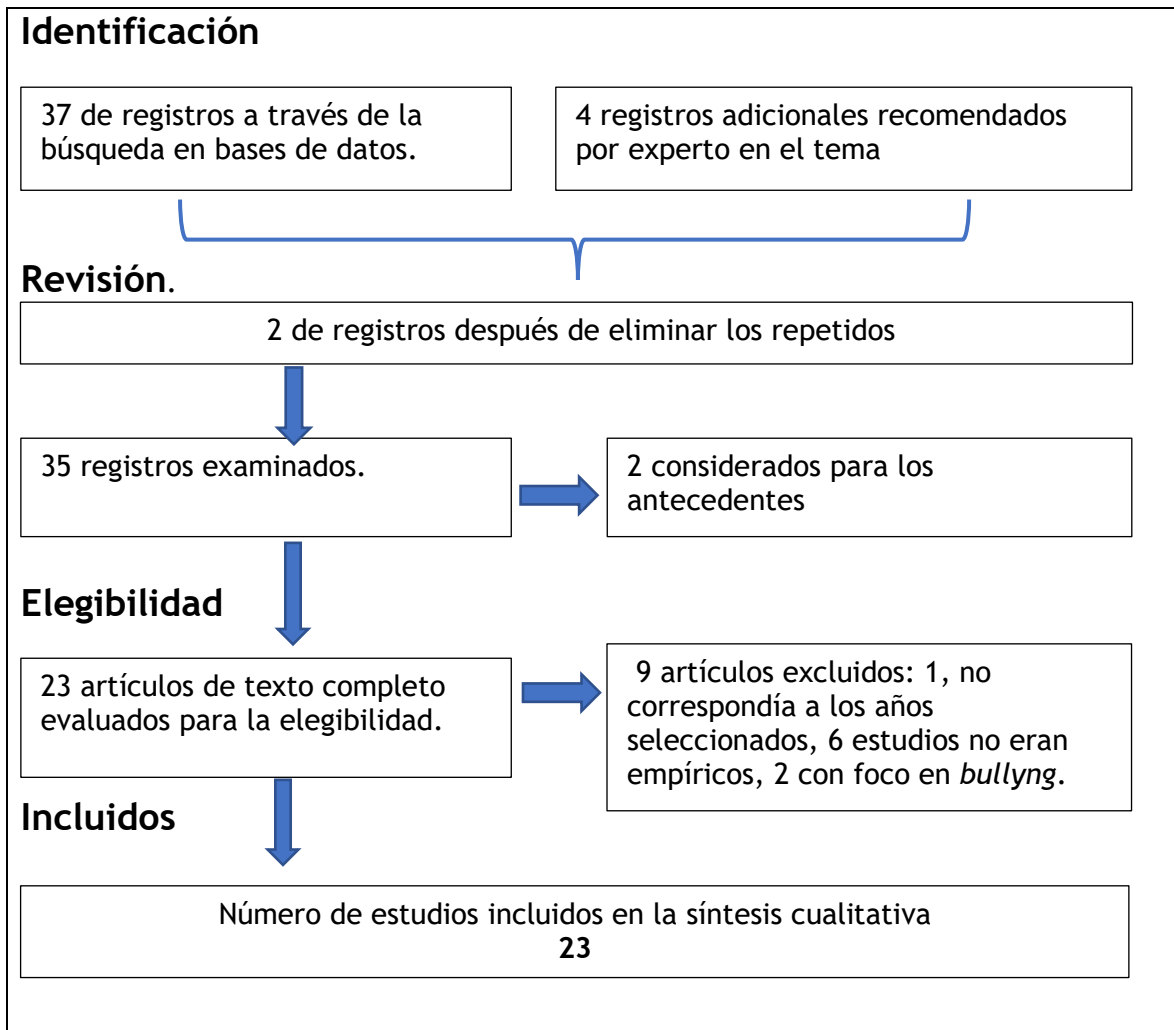 Identificación
37 de registros a través de la
búsqueda en bases de datos.
4 registros adicionales recomendados
por experto en el tema
Revisión.
2 de registros después de eliminar los repetidos
35 registros examinados.
2 considerados para los
antecedentes
Elegibilidad
23 artículos de texto completo
evaluados para la elegibilidad.
9 artículos excluidos: 1, no
correspondía a los años
seleccionados, 6 estudios no eran
empíricos, 2 con foco en bullyng.
Incluidos
Número de estudios incluidos en la síntesis cualitativa
23